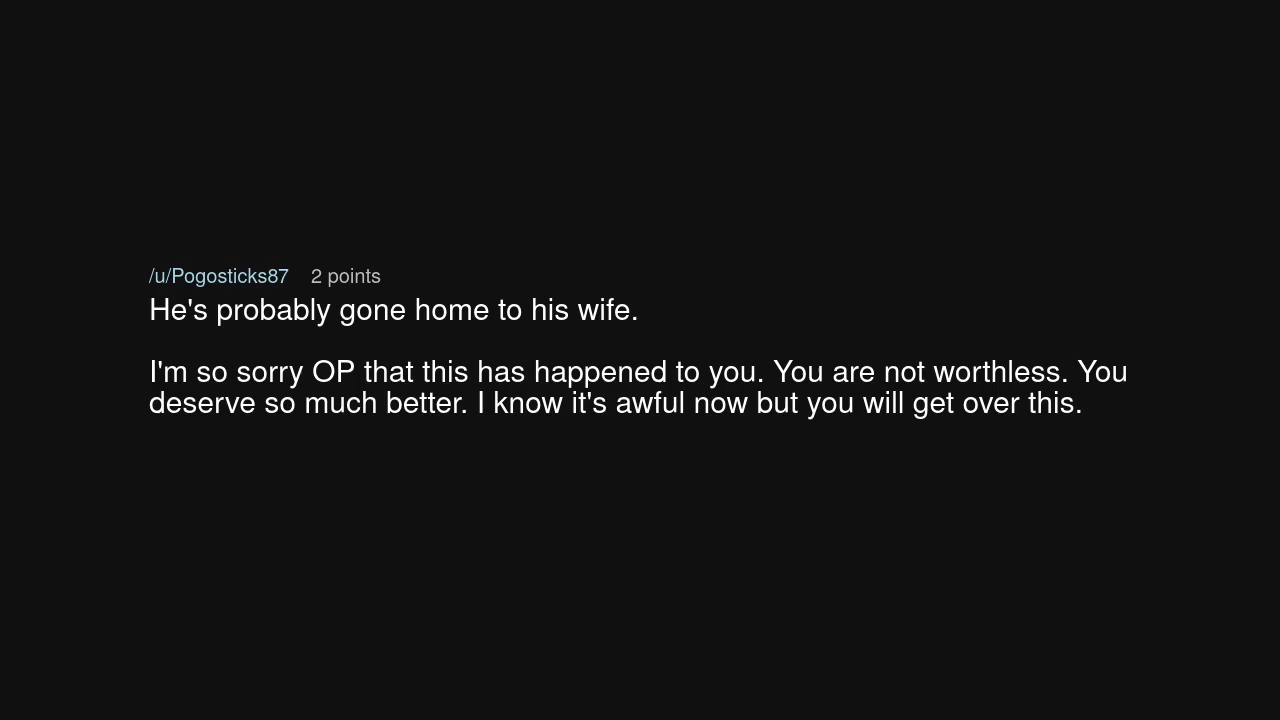 /u/Pogosticks87 2 points
He's probably gone home to his wife.
I'm so sorry OP that this has happened to you. You are not worthless. You
deserve so much better. I know it's awful now but you will get over this.